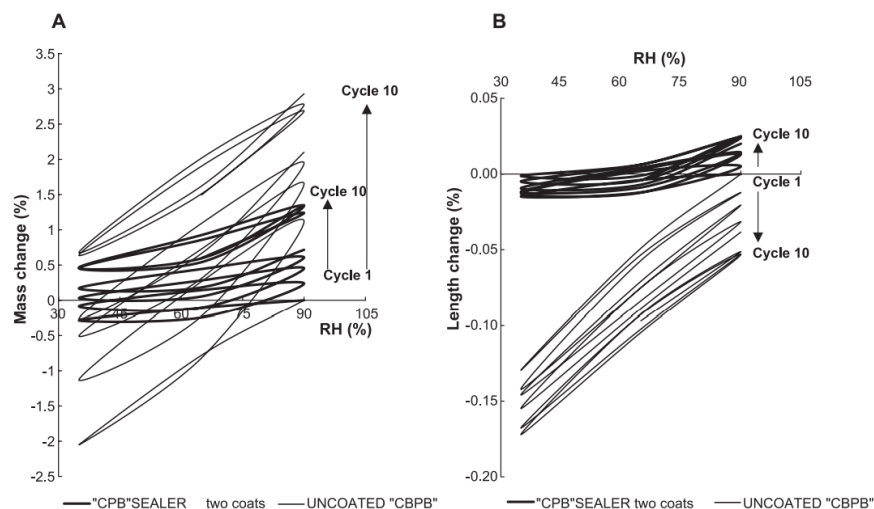 A
3.5
3
2.5
2
1.5
1
0.5
0
-0.5
-1
-1.5
-2
-2.5
Mass change (%)
30 45 60 75 90 105
RH (%)
Cycle 10
Cycle 10
Cycle 1
"CPB"SEALER two coats
UNCOATED "CBPB"
B
RH (%)
30 45 60 75 90 105
0.05
0.00
-0.05
-0.10
-0.15
-0.20
Length change (%)
Cycle 10
Cycle 1
Cycle 10
"CPB"SEALER two coats
UNCOATED "CBPB"